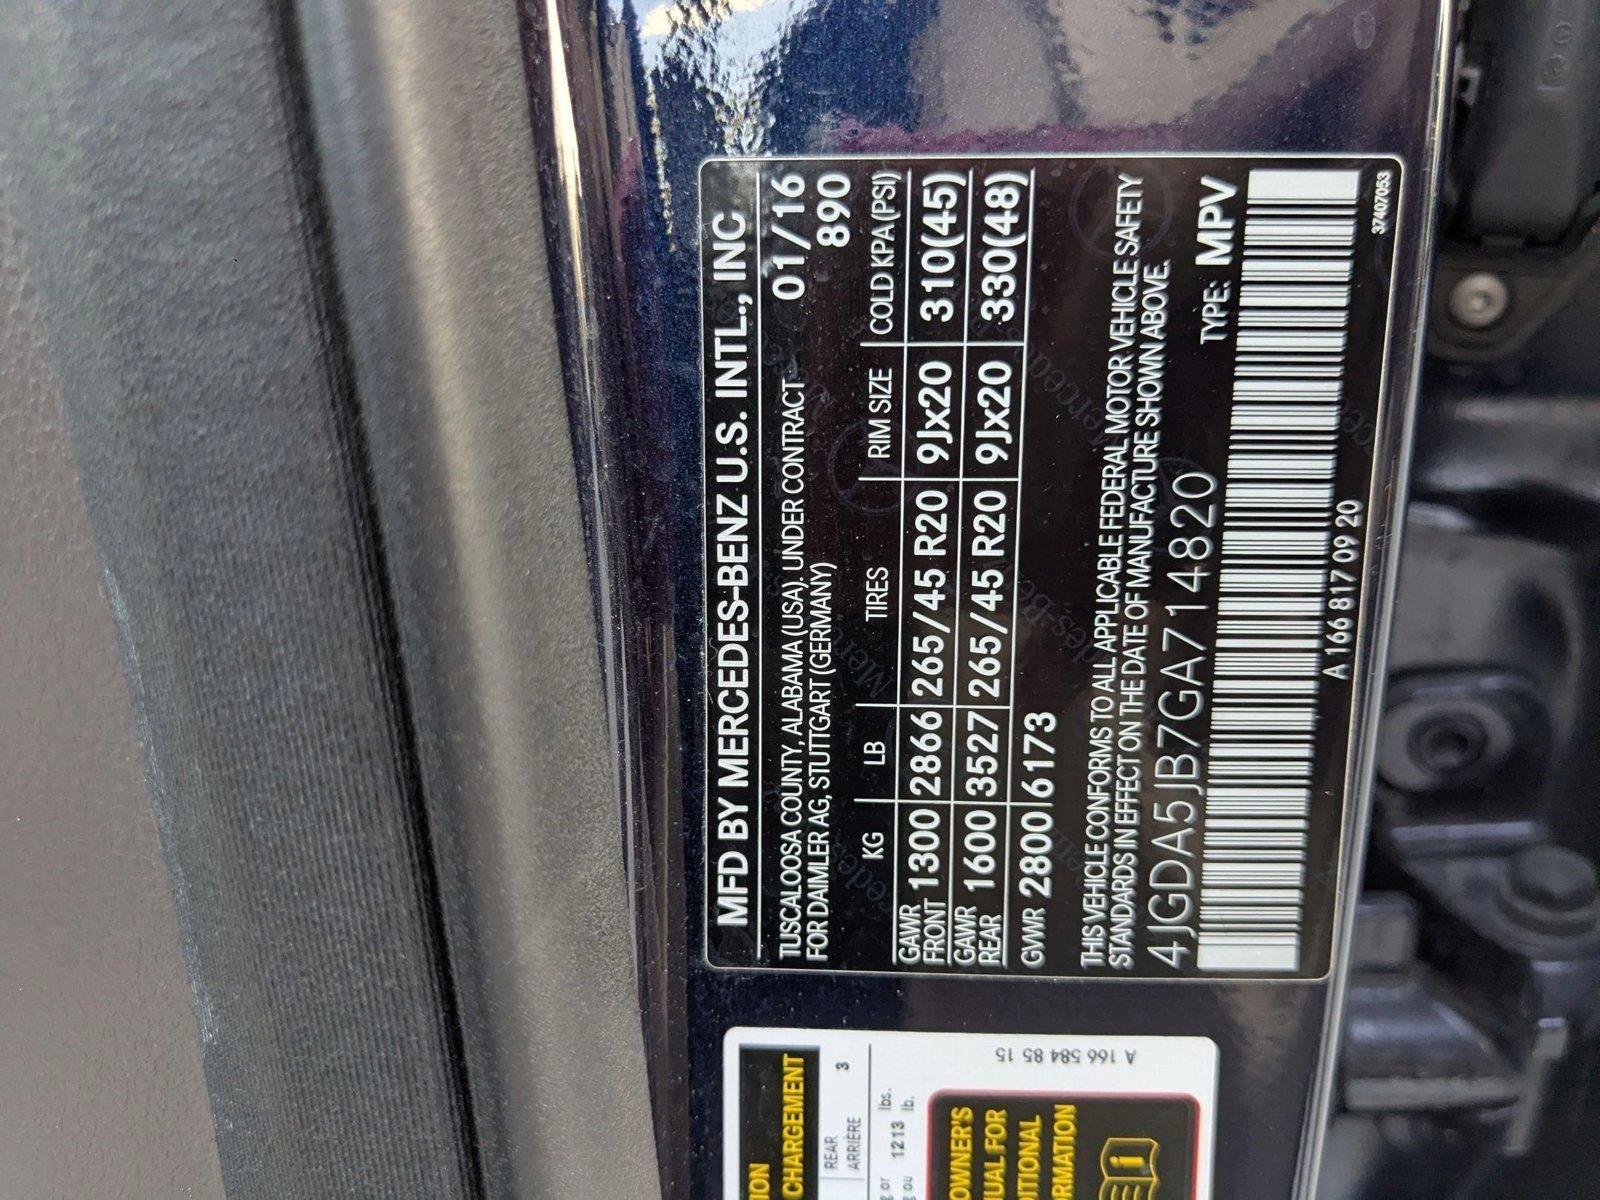 MFD BY MERCEDES-BENZ U.S. INTL., INC
TUSCALOOSA COUNTY, ALABAMA (USA). UNDER CONTRACT 01/16
FOR DAIMLER AG, STUTTGART (GERMANY) 890
KG LB TIRES RIM SIZE COLD KPA (PSI)
GAWR FRONT 1300 2866 265/45 R20 9Jx20 310(45)
GAWR REAR 1600 3527 265/45 R20 9Jx20 330(48)
GVWR 2800 6173
THIS VEHICLE CONFORMS TO ALL APPLICABLE FEDERAL MOTOR VEHICLE SAFETY
STANDARDS IN EFFECT ON THE DATE OF MANUFACTURE SHOWN ABOVE.
4JGDA5JB7GA714820 TYPE: MPV
A 166 817 09 20
37407053
CHARGEMENT
REAR
ARRIÈRE 3
or lbs.
ou 1213 lb.
OWNER'S
FOR
A 166 584 85 15